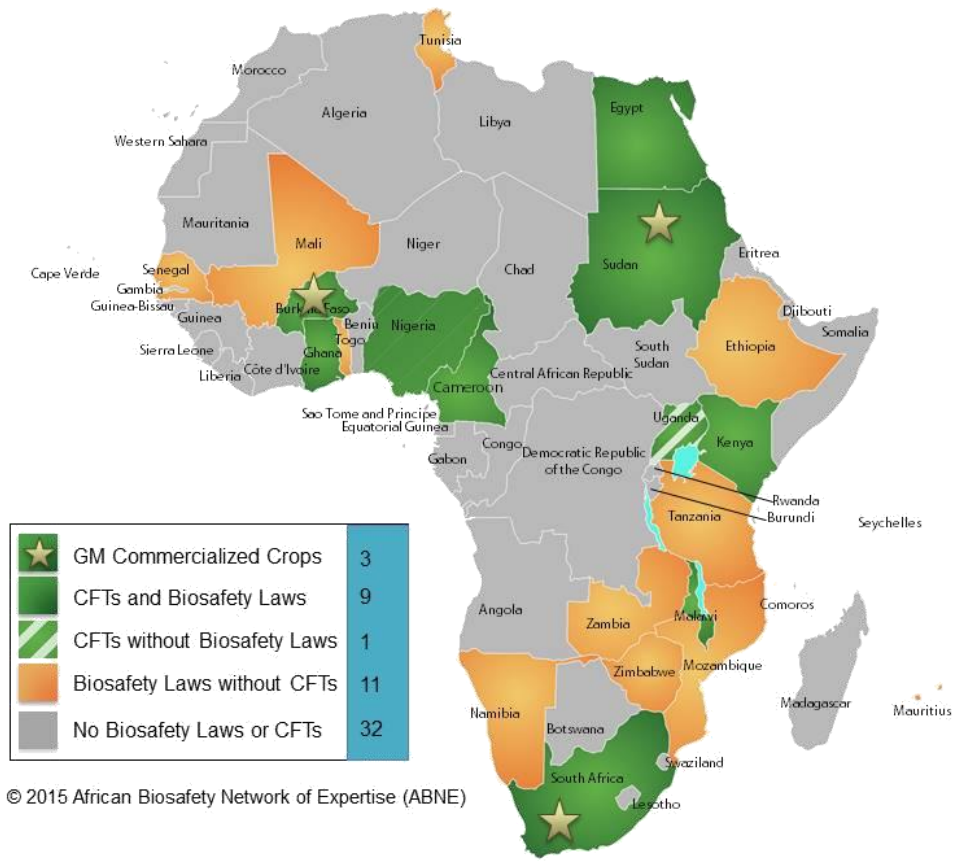 Tunisia
Morocco
Algeria
Libya
Egypt
Western Sahara
Mauritania
Mali
Niger
Chad
Sudan
Eritrea
Cape Verde
Senegal
Gambia
Guinea-Bissau
Guinea
Burkina Faso
Beniu
Togo
Nigeria
Djibouti
Somalia
Sierra Leone
Liberia
Côte d'Ivoire
Ghana
Cameroon
Central African Republic
South
Sudan
Ethiopia
Sao Tome and Principe
Equatorial Guinea
Gabon
Congo
Democratic Republic
of the Congo
Uganda
Kenya
Rwanda
Burundi
Tanzania
Seychelles
Angola
Zambia
Malawi
Comoros
Mozambique
Zimbabwe
Namibia
Botswana
Madagascar
Mauritius
Swaziland
South Africa
Lesotho
GM Commercialized Crops 3
CFTs and Biosafety Laws 9
CFTs without Biosafety Laws 1
Biosafety Laws without CFTs 11
No Biosafety Laws or CFTs 32
© 2015 African Biosafety Network of Expertise (ABNE)